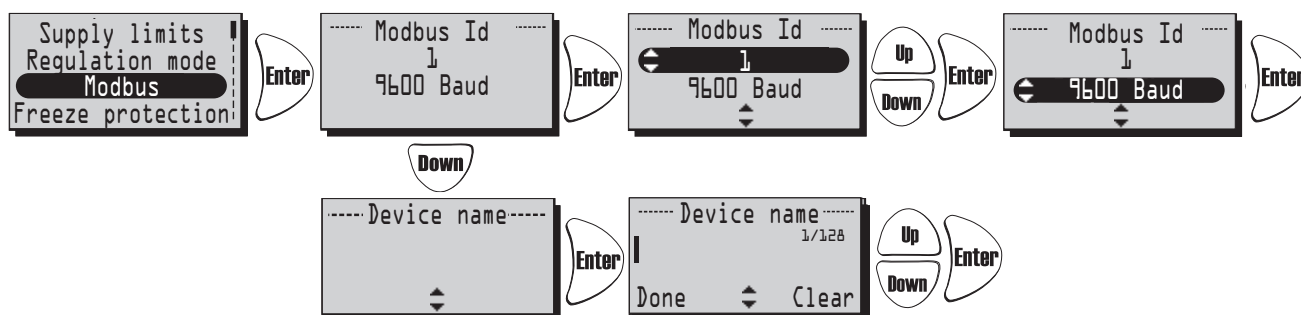 Supply limits
Regulation mode
Modbus
Freeze protection
Enter
Modbus Id
1
9600 Baud
Enter
Modbus Id
1
9600 Baud
Up
Down
Enter
Modbus Id
1
9600 Baud
Enter
Down
Device name
Enter
Device name
1/128
Done Clear
Up
Down
Enter